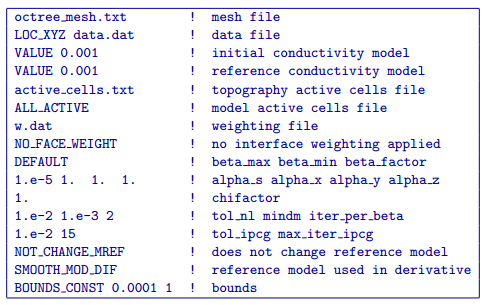 octree_mesh.txt ! mesh file
LOC_XYZ data.dat ! data file
VALUE 0.001 ! initial conductivity model
VALUE 0.001 ! reference conductivity model
active_cells.txt ! topography active cells file
ALL_ACTIVE ! model active cells file
w.dat ! weighting file
NO_FACE_WEIGHT ! no interface weighting applied
DEFAULT ! beta_max beta_min beta_factor
1.e-5 1. 1. 1. ! alpha_s alpha_x alpha_y alpha_z
1. ! chifactor
1.e-2 1.e-3 2 ! tol_nl mindm iter_per_beta
1.e-2 15 ! tol_ipcg max_iter_ipcg
NOT_CHANGE_MREF ! does not change reference model
SMOOTH_MOD_DIF ! reference model used in derivative
BOUNDS_CONST 0.0001 1 ! bounds